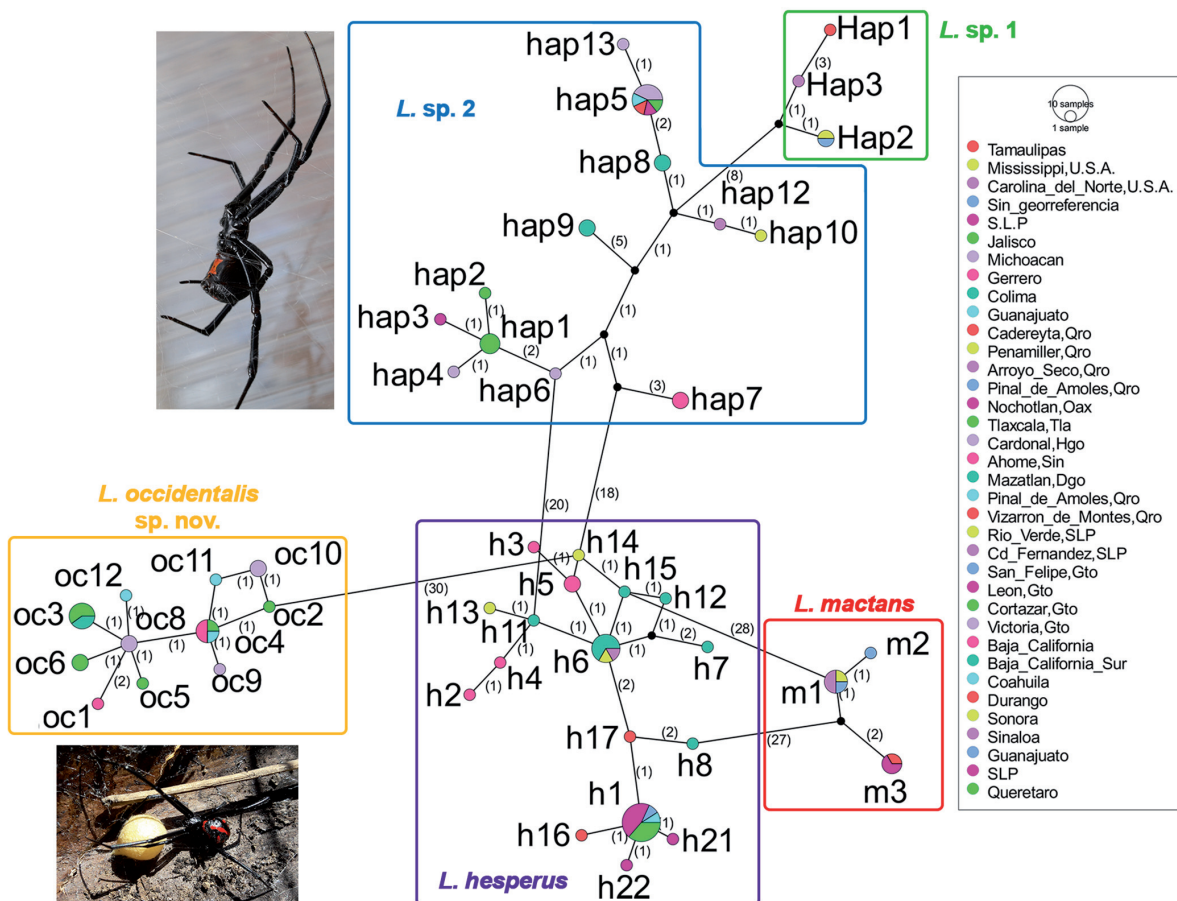 L. sp. 2
hap13
(1)
hap5
(2)
hap8
(1)
(8)
hap12
(1)
(1)
hap10
hap9
(5)
(1)
(1)
hap2
(1)
hap3
(1)
hap1
(1)
hap4
(2)
hap6
(1)
(1)
(3)
hap7
L. sp. 1
Hap1
(3)
Hap3
(1)
(1)
Hap2
(20)
(18)
(30)
(28)
(27)
L. occidentalis
sp. nov.
oc11
oc10
(1)
(1)
oc12
oc3
(1)
oc8
(1)
(1)
(1)
oc2
(1)
(1)
oc4
oc6
(1)
(1)
(1)
oc9
(2)
oc5
oc1
h3
(1)
h14
h5
(1)
h15
(1)
h12
h13
(1)
h11
(1)
(1)
(1)
(1)
h6
(1)
(2)
h7
(1)
h4
h2
(1)
(2)
h17
(2)
h8
(1)
h1
h16
(1)
(1)
h21
(1)
h22
L. hesperus
L. mactans
m2
m1
(1)
(1)
(2)
m3
10 samples
1 sample
Tamaulipas
Mississippi,U.S.A.
Carolina_del_Norte,U.S.A.
Sin_georreferencia
S.L.P
Jalisco
Michoacan
Gerrero
Colima
Guanajuato
Cadereyta,Qro
Penamiller,Qro
Arroyo_Seco,Qro
Pinal_de_Amoles,Qro
Nochotlan,Oax
Tlaxcala,Tla
Cardonal,Hgo
Ahome,Sin
Mazatlan,Dgo
Pinal_de_Amoles,Qro
Vizarron_de_Montes,Qro
Rio_Verde,SLP
Cd_Fernandez,SLP
San_Felipe,Gto
Leon,Gto
Cortazar,Gto
Victoria,Gto
Baja_California
Baja_California_Sur
Coahuila
Durango
Sonora
Sinaloa
Guanajuato
SLP
Queretaro